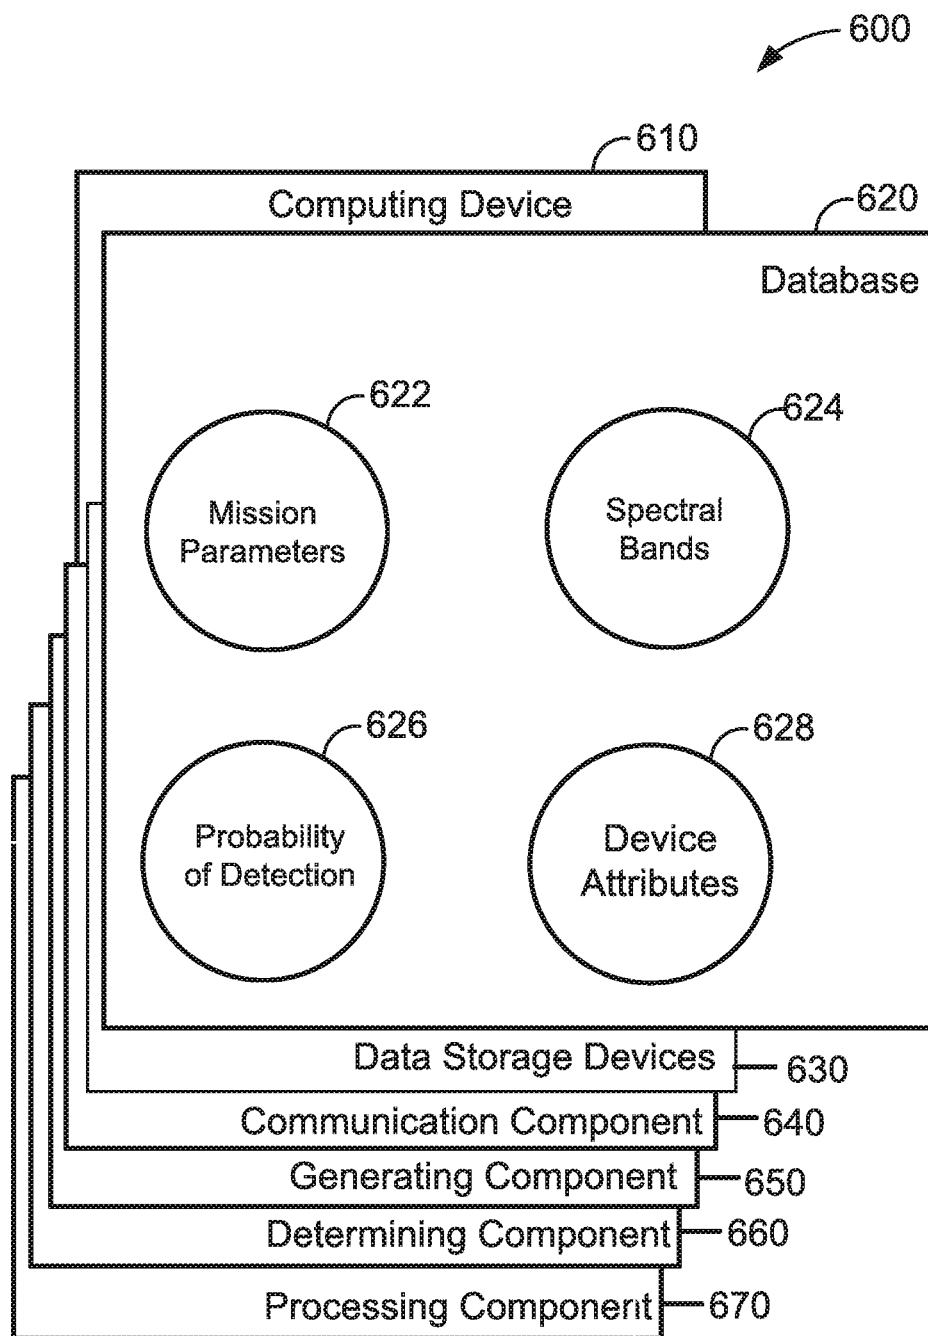 600
610
Computing Device
620
Database
622
624
Mission
Parameters
Spectral
Bands
626
628
Probability
of Detection
Device
Attributes
Data Storage Devices
630
Communication Component
640
Generating Component
650
Determining Component
660
Processing Component
670